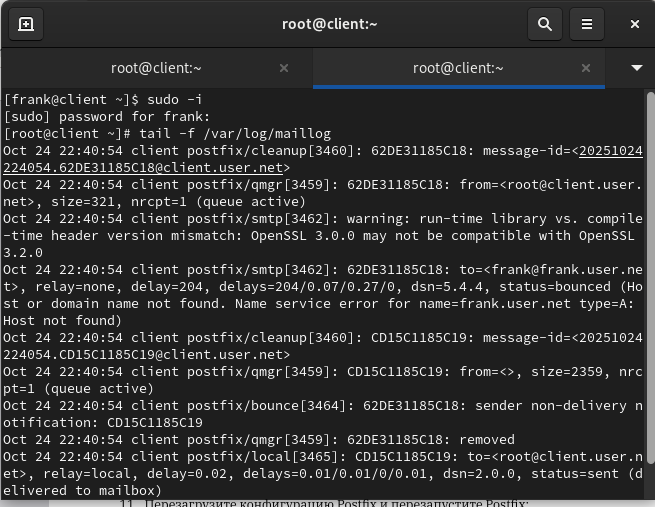 root@client:~
root@client:~
root@client:~
[frank@client ~]$ sudo -i
[sudo] password for frank:
[root@client ~]# tail -f /var/log/maillog
Oct 24 22:40:54 client postfix/cleanup[3460]: 62DE31185C18: message-id=<20251024
224054.62DE31185C18@client.user.net>
Oct 24 22:40:54 client postfix/qmgr[3459]: 62DE31185C18: from=<root@client.user.
net>, size=321, nrcpt=1 (queue active)
Oct 24 22:40:54 client postfix/smtp[3462]: warning: run-time library vs. compile
-time header version mismatch: OpenSSL 3.0.0 may not be compatible with OpenSSL
3.2.0
Oct 24 22:40:54 client postfix/smtp[3462]: 62DE31185C18: to=<frank@frank.user.ne
t>, relay=none, delay=204, delays=204/0.07/0.27/0, dsn=5.4.4, status=bounced (Ho
st or domain name not found. Name service error for name=frank.user.net type=A:
Host not found)
Oct 24 22:40:54 client postfix/cleanup[3460]: CD15C1185C19: message-id=<20251024
224054.CD15C1185C19@client.user.net>
Oct 24 22:40:54 client postfix/qmgr[3459]: CD15C1185C19: from=<>, size=2359, nrc
pt=1 (queue active)
Oct 24 22:40:54 client postfix/bounce[3464]: 62DE31185C18: sender non-delivery n
otification: CD15C1185C19
Oct 24 22:40:54 client postfix/qmgr[3459]: 62DE31185C18: removed
Oct 24 22:40:54 client postfix/local[3465]: CD15C1185C19: to=<root@client.user.n
et>, relay=local, delay=0.02, delays=0.01/0.01/0/0.01, dsn=2.0.0, status=sent (d
elivered to mailbox)
11. Перезагрузите конфигурацию Postfix и перезапустите Postfix: